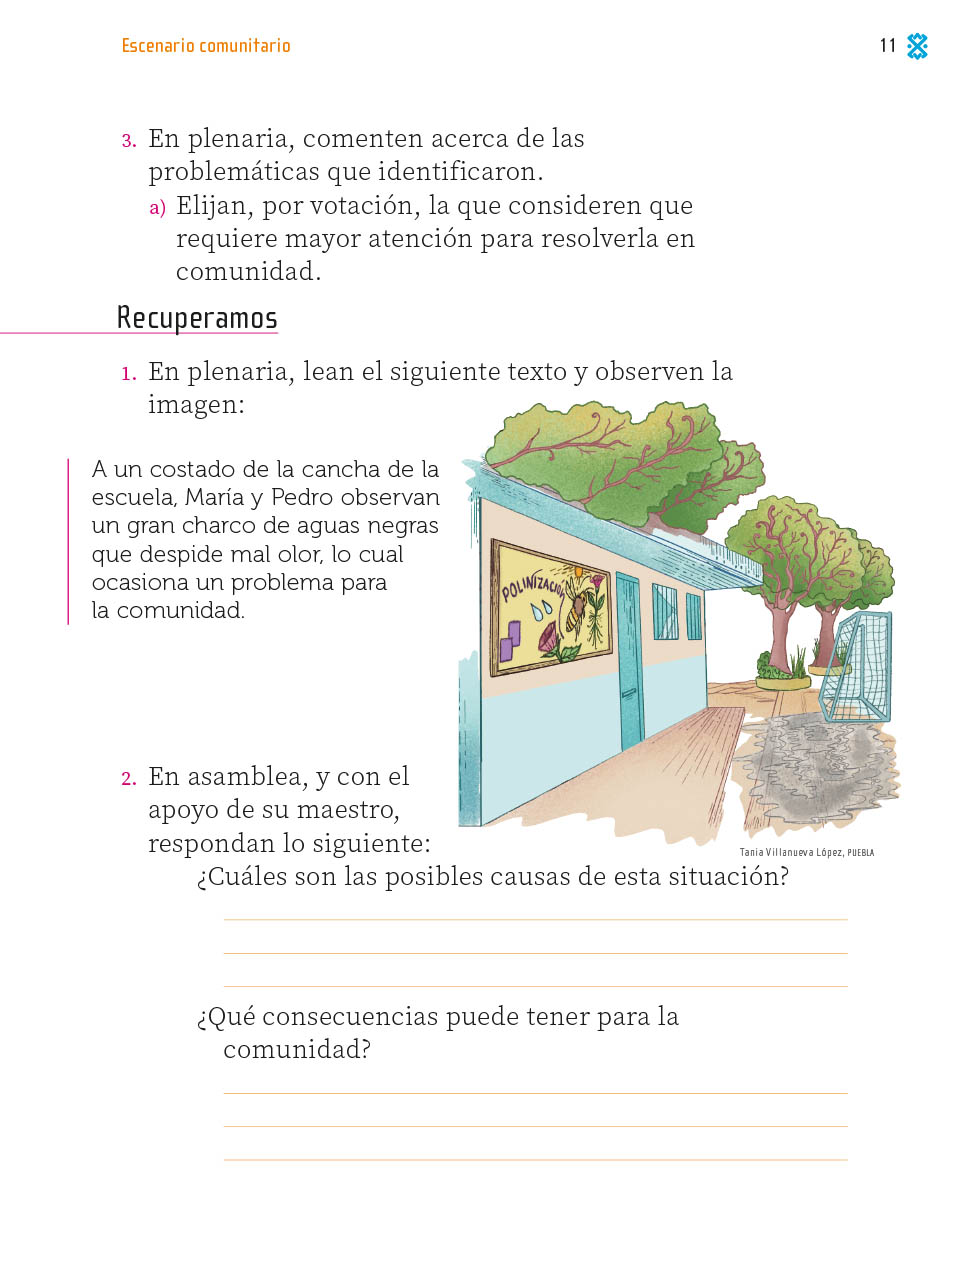 Escenario comunitario
11
3. En plenaria, comenten acerca de las
problemáticas que identificaron.
a) Elijan, por votación, la que consideren que
requiere mayor atención para resolverla en
comunidad.
Recuperamos
1. En plenaria, lean el siguiente texto y observen la
imagen:
A un costado de la cancha de la
escuela, María y Pedro observan
un gran charco de aguas negras
que despide mal olor, lo cual
ocasiona un problema para
la comunidad.
POLINIZACIÓN
2. En asamblea, y con el
apoyo de su maestro,
respondan lo siguiente:
Tania Villanueva López, PUEBLA
¿Cuáles son las posibles causas de esta situación?
¿Qué consecuencias puede tener para la
comunidad?